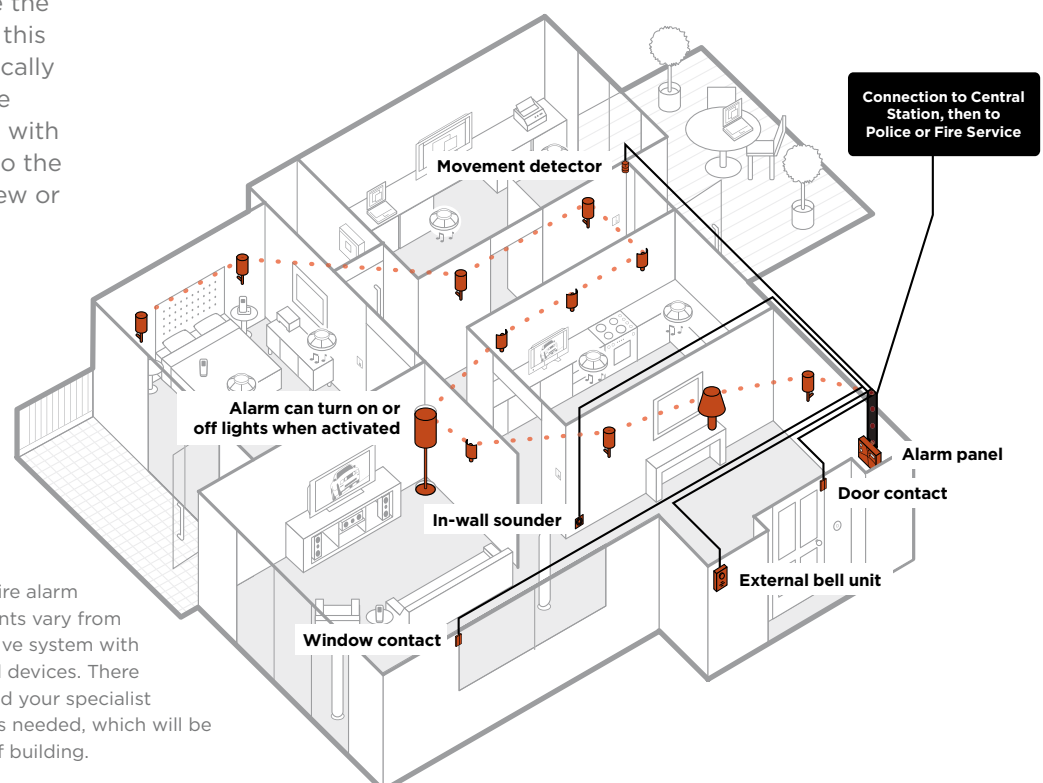 e the
this
cally
e
with
o the
ew or
Connection to Central
Station, then to
Police or Fire Service
Movement detector
Alarm can turn on or
off lights when activated
Alarm panel
Door contact
In-wall sounder
External bell unit
Window contact
ire alarm
nts vary from
ve system with
l devices. There
d your specialist
s needed, which will be
f building.